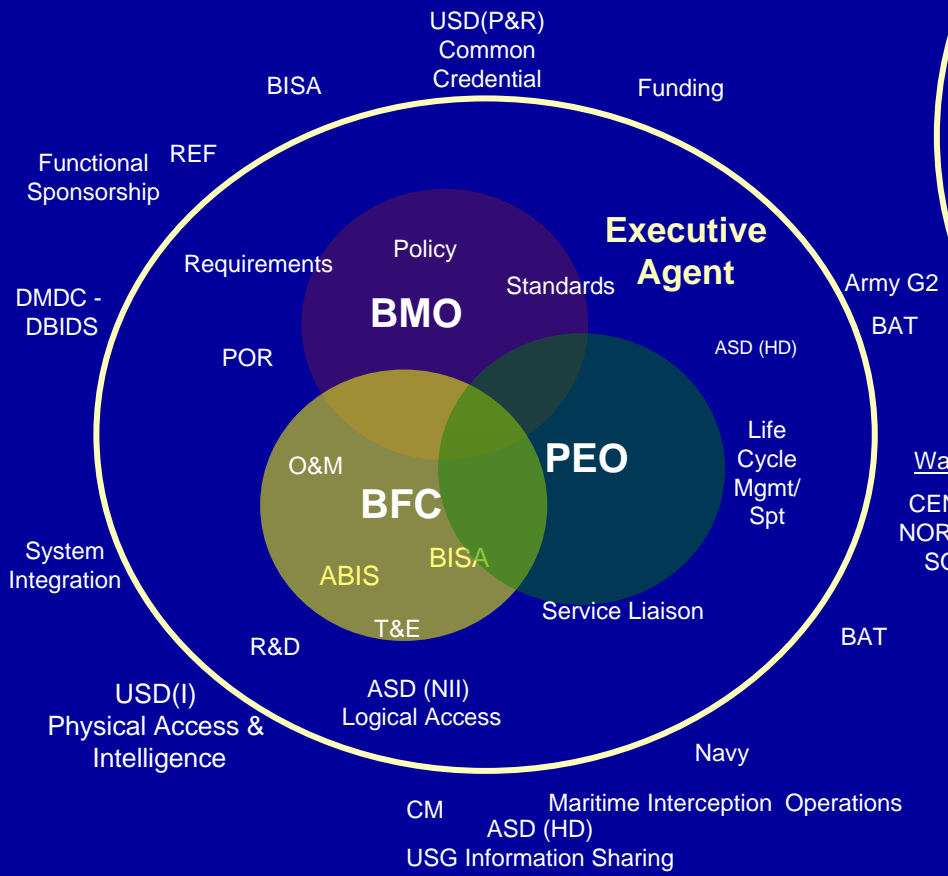 USD(P&R)
Common
Credential
BISA
Funding
REF
Functional
Sponsorship
Executive
Agent
Policy
Requirements
Standards
BMO
Army G2
DMDC -
DBIDS
BAT
ASD (HD)
POR
Life
Cycle
Mgmt/
Spt
PEO
O&M
BFC
BISA
ABIS
System
Integration
Service Liaison
T&E
R&D
BAT
ASD (NII)
Logical Access
USD(I)
Physical Access &
Intelligence
Navy
CM
Maritime Interception Operations
ASD (HD)
USG Information Sharing